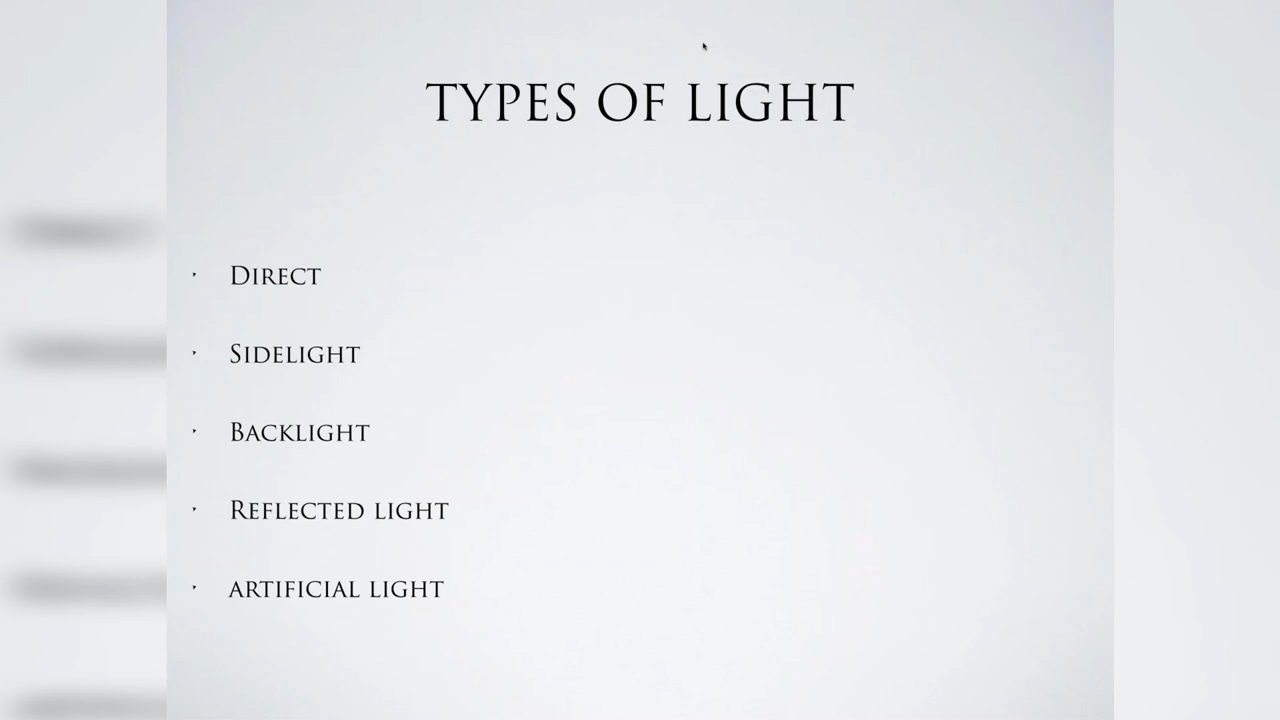 TYPES OF LIGHT
DIRECT
SIDELIGHT
BACKLIGHT
REFLECTED LIGHT
ARTIFICIAL LIGHT